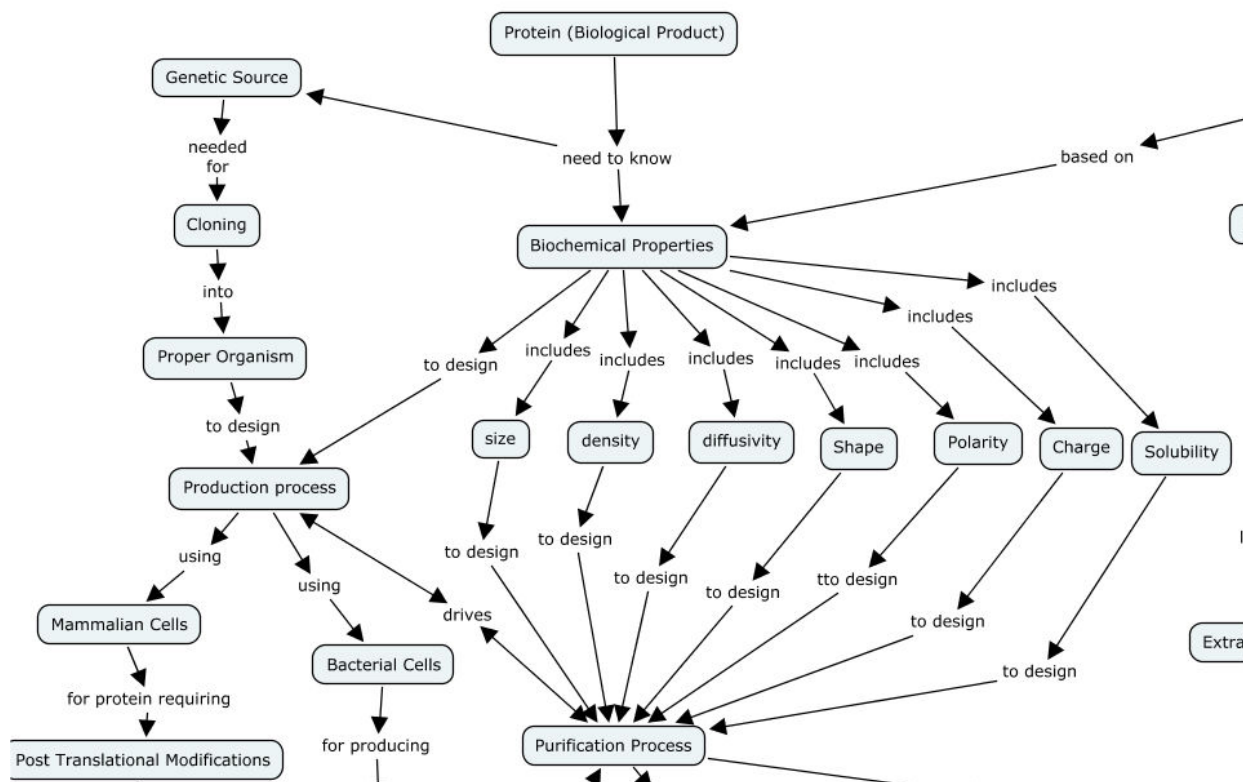 Protein (Biological Product)
Genetic Source
needed
for
need to know
based on
Cloning
Biochemical Properties
into
includes
includes
Proper Organism
to design
includes
includes
includes
includes
includes
to design
size
density
diffusivity
Shape
Polarity
Charge
Solubility
Production process
using
using
to design
to design
to design
to design
tto design
to design
to design
drives
Mammalian Cells
Bacterial Cells
Extra
for protein requiring
for producing
Post Translational Modifications
Purification Process